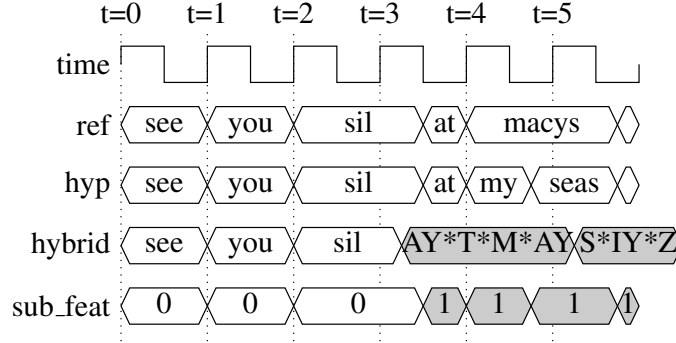 t=0 t=1 t=2 t=3 t=4 t=5
time
ref see you sil at macys
hyp see you sil at my seas
hybrid see you sil AY*T*M*AY S*IY*Z
sub_feat 0 0 0 1 1 1 1